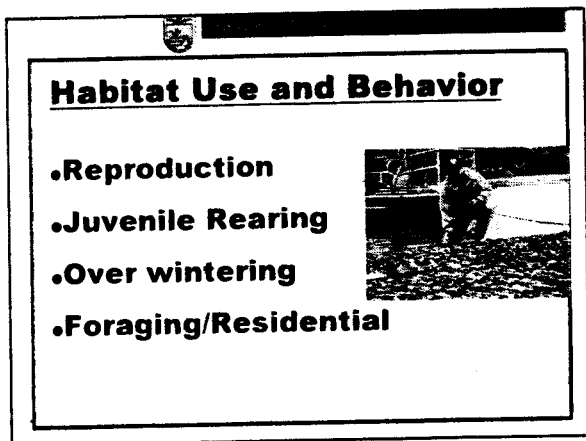 Habitat Use and Behavior
•Reproduction
•Juvenile Rearing
•Over wintering
•Foraging/Residential